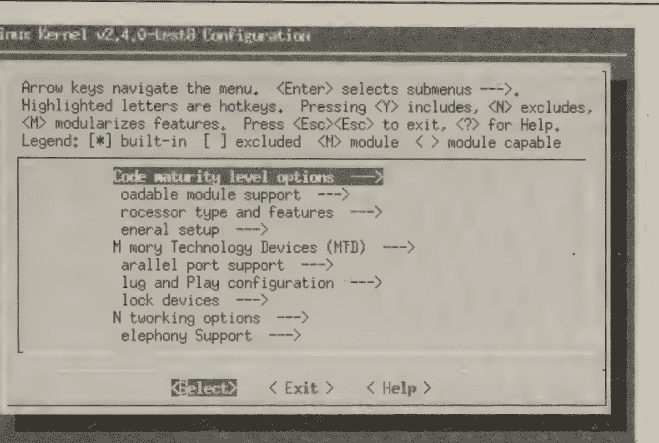 inux Kernel v2.4.0-test8 Configuration
Arrow keys navigate the menu.  <Enter> selects submenus --->.
Highlighted letters are hotkeys.  Pressing <Y> includes, <N> excludes,
<M> modularizes features.  Press <Esc><Esc> to exit, <?> for Help.
Legend: [*] built-in  [ ] excluded  <M> module  < > module capable
Code maturity level options  --->
oadable module support  --->
rocessor type and features  --->
eneral setup  --->
M mory Technology Devices (MTD)  --->
arallel port support  --->
lug and Play configuration  --->
lock devices  --->
N tworking options  --->
elephony Support  --->
<Select>    < Exit >    < Help >